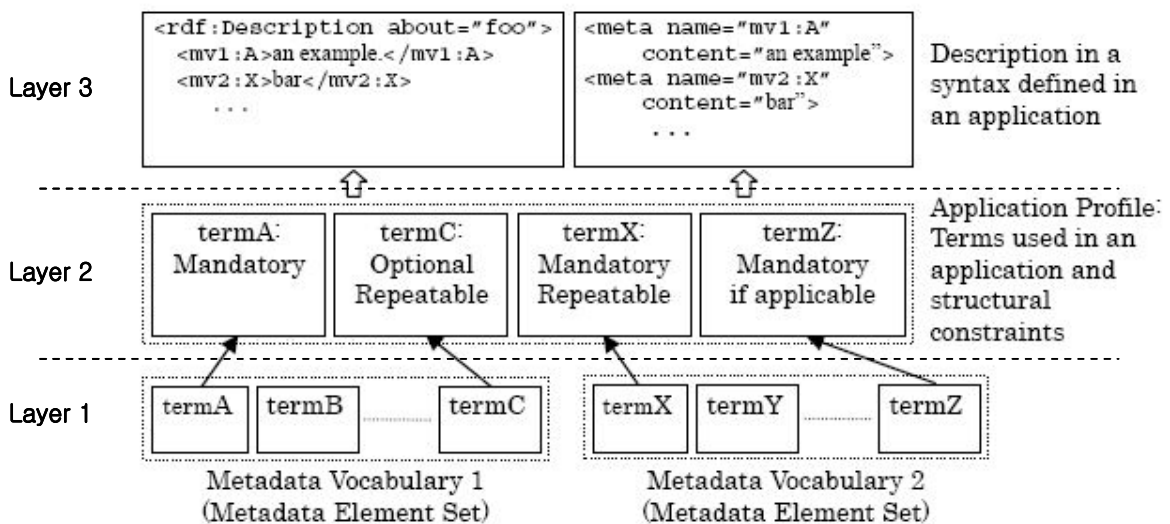 <rdf:Description about="foo">
<mv1:A>an example.</mv1:A>
<mv2:X>bar</mv2:X>
...
<meta name="mv1:A"
content="an example”>
<meta name="mv2:X"
content="bar”>
...
Layer 3
Description in a
syntax defined in
an application
Layer 2
termA:
Mandatory
termC:
Optional
Repeatable
termX:
Mandatory
Repeatable
termZ:
Mandatory
if applicable
Application Profile:
Terms used in an
application and
structural
constraints
Layer 1
termA
termB
termC
termX
termY
termZ
Metadata Vocabulary 1
(Metadata Element Set)
Metadata Vocabulary 2
(Metadata Element Set)